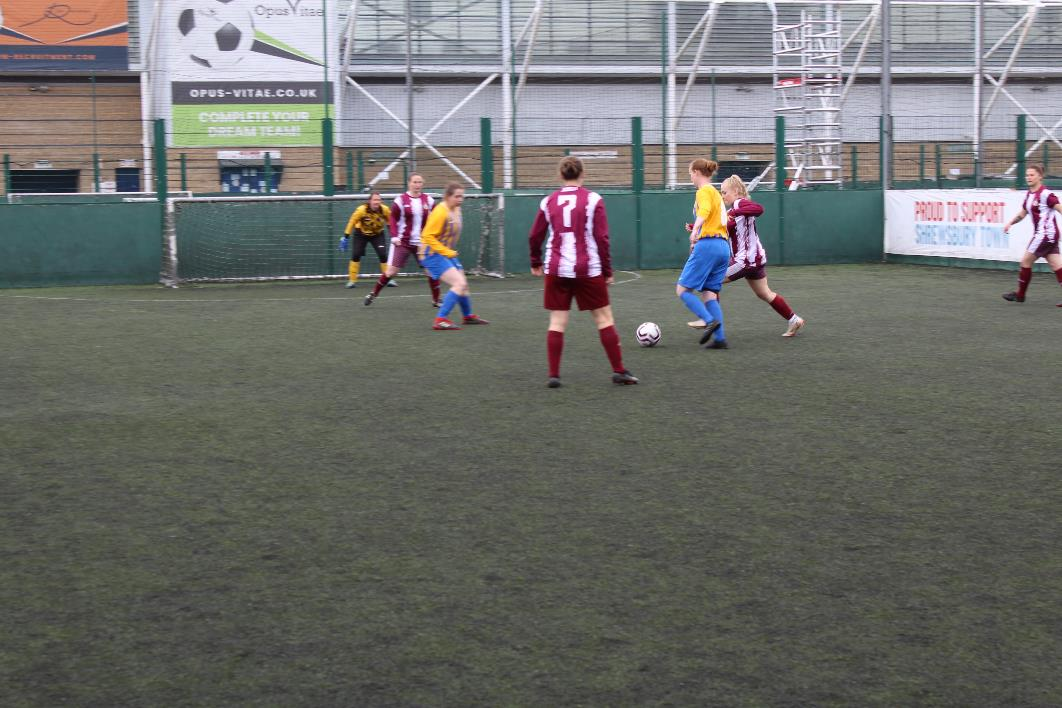 Opus Vitae
OPUS-VITAE.CO.UK
COMPLETE YOUR
DREAM TEAM!
7
PROUD TO SUPPORT
SHREWSBURY TOWN